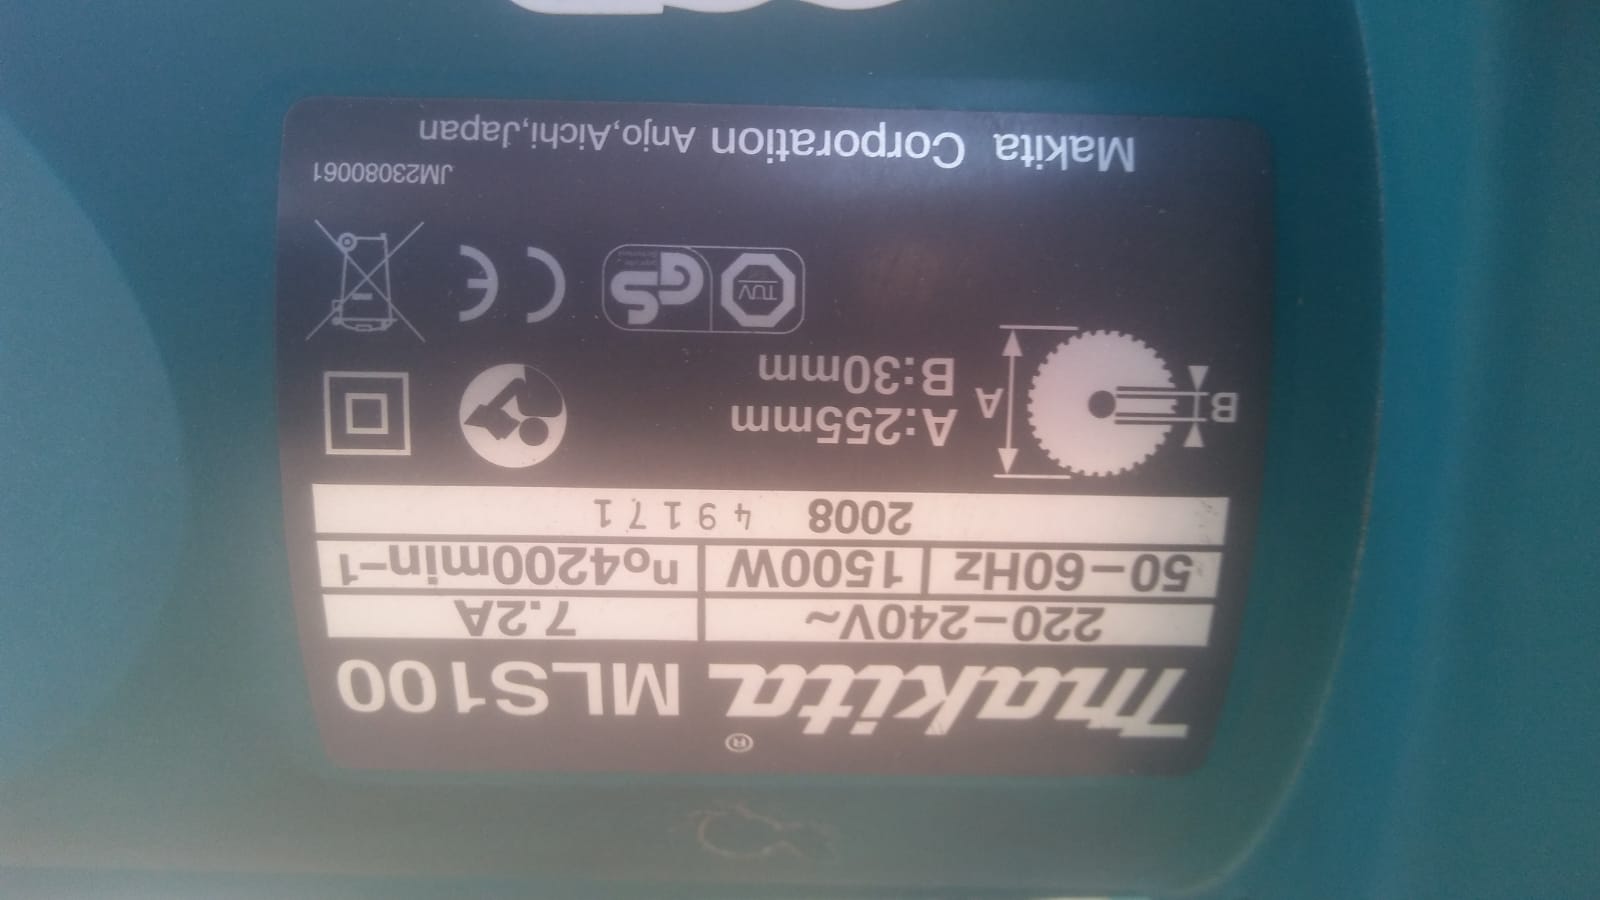 makita® MLS100
220–240V~ 7.2A
50–60Hz 1500W n₀4200min–1
2008 49171
B A A:255mm
B:30mm
TÜV GS CE
JM23080061
Makita Corporation Anjo,Aichi,Japan